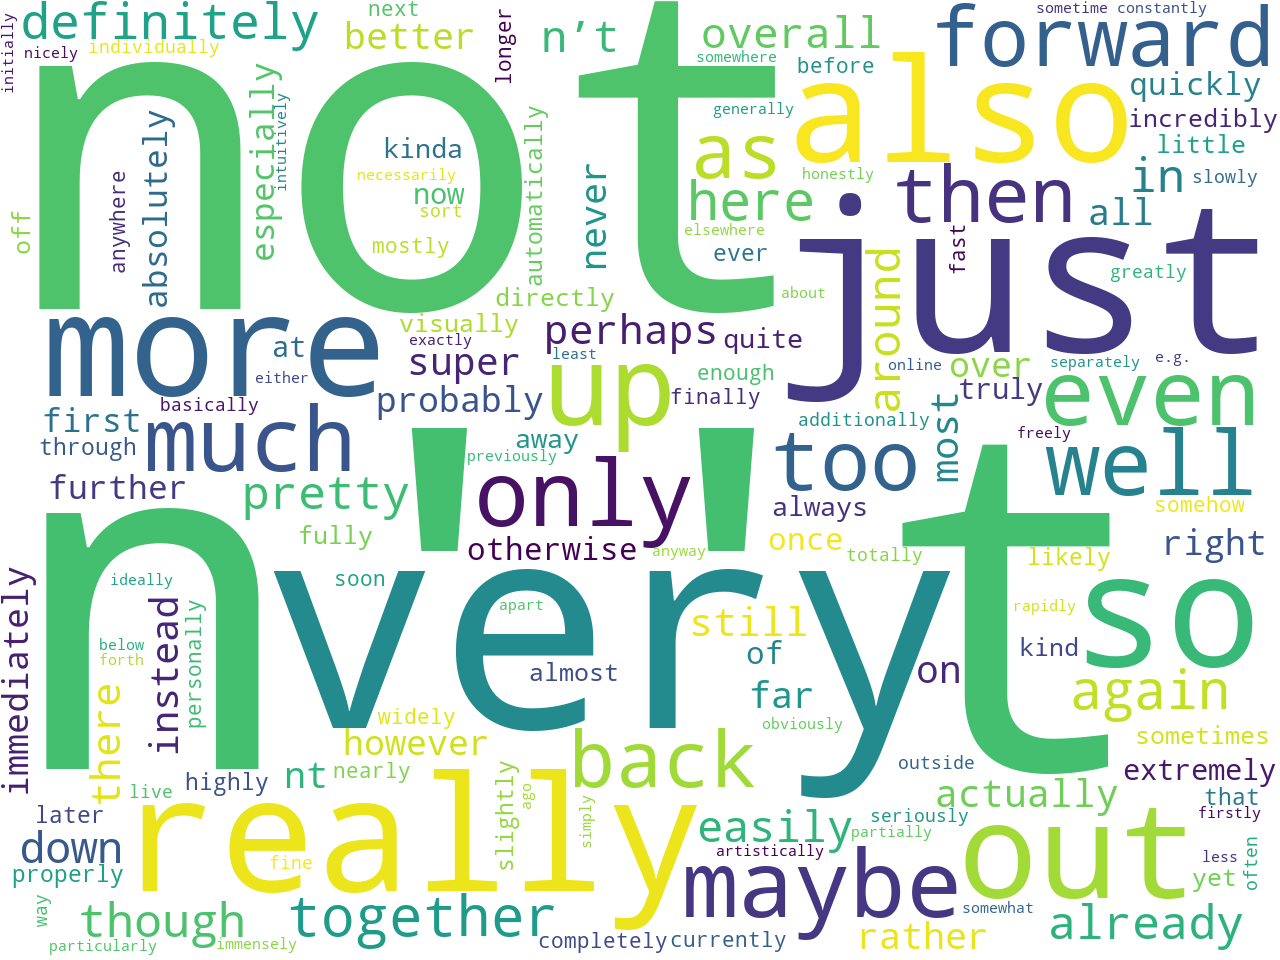 not
n't
very
just
really
also
more
out
so
up
forward
maybe
only
much
back
too
well
even
then
as
here
definitely
better
n’t
overall
next
longer
sometime
constantly
initially
nicely
individually
somewhere
before
quickly
incredibly
little
in
slowly
all
generally
especially
intuitively
absolutely
kinda
necessarily
now
sort
automatically
never
honestly
anywhere
off
mostly
elsewhere
ever
around
fast
greatly
about
directly
visually
exactly
perhaps
quite
at
super
least
either
enough
online
over
separately
e.g.
basically
probably
finally
truly
first
additionally
most
freely
through
away
previously
further
pretty
always
somehow
fully
otherwise
anyway
once
totally
likely
right
immediately
ideally
soon
apart
still
rapidly
instead
personally
below
forth
there
of
kind
almost
far
on
again
widely
obviously
however
sometimes
nt
nearly
outside
extremely
highly
live
slightly
ago
actually
that
later
simply
easily
seriously
firstly
down
partially
fine
artistically
less
often
properly
yet
way
though
together
somewhat
already
particularly
immensely
completely
currently
rather